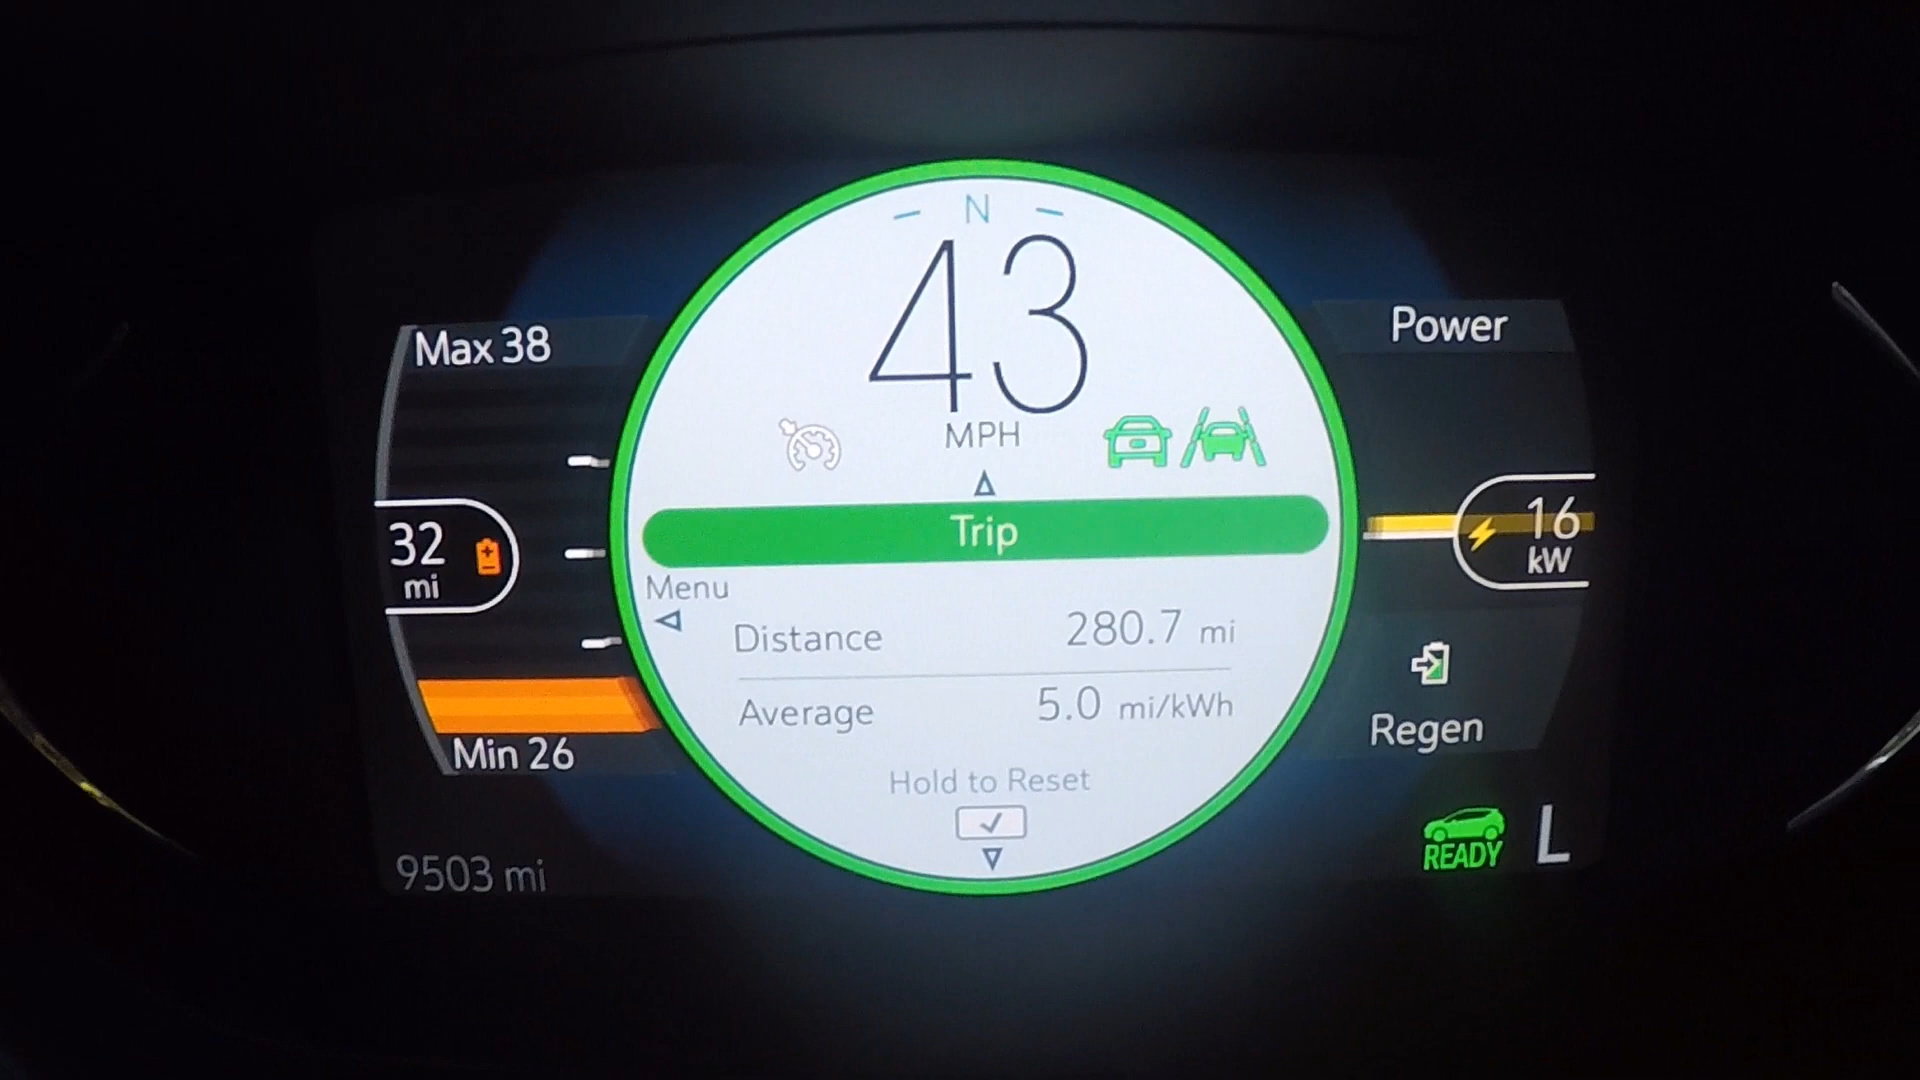 N
43
MPH
Max 38
32
mi
Min 26
9503 mi
Trip
Menu
Distance 280.7 mi
Average 5.0 mi/kWh
Hold to Reset
Power
16
kW
Regen
READY
L